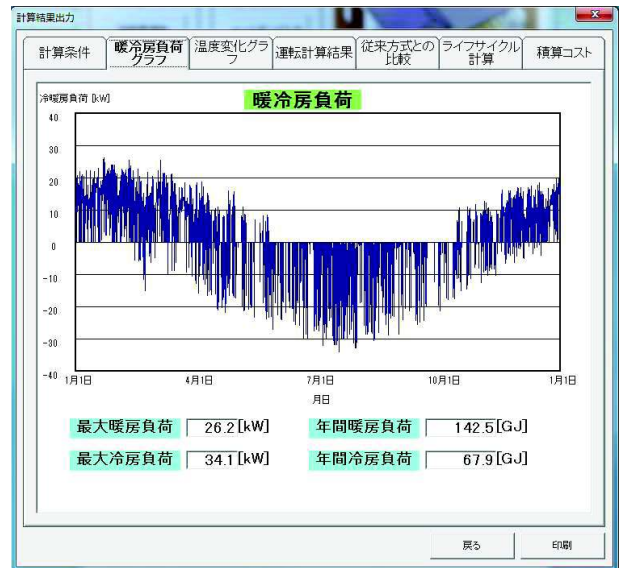 計算結果出力
計算条件
暖冷房負荷
グラフ
温度変化グラ
フ
運転計算結果
従来方式との
比較
ライフサイクル
計算
積算コスト
冷暖房負荷 [kW]
暖冷房負荷
40
30
20
10
0
-10
-20
-30
-40
1月1日 4月1日 7月1日 10月1日 1月1日
月日
最大暖房負荷 26.2 [kW] 年間暖房負荷 142.5 [GJ]
最大冷房負荷 34.1 [kW] 年間冷房負荷 67.9 [GJ]
戻る 印刷